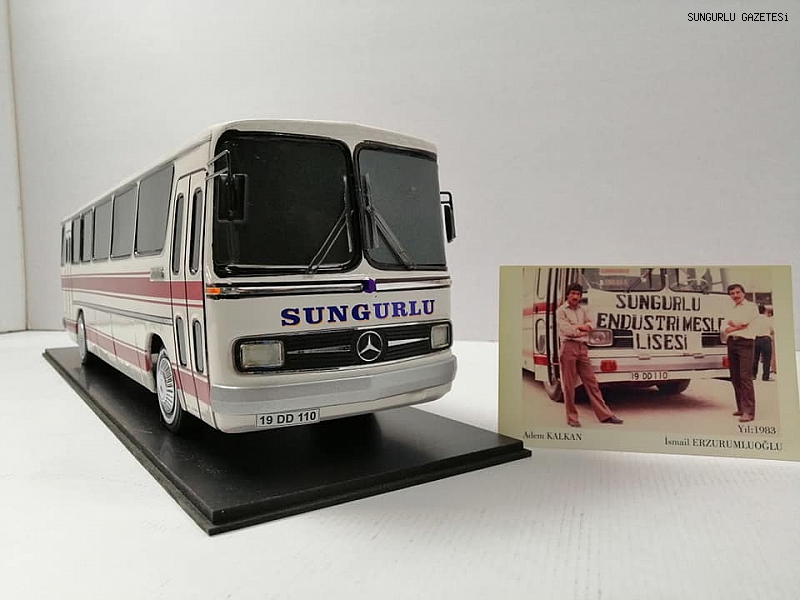 SUNGURLU GAZETESİ
SUNGURLU
19 DD 110
SUNGURLU
ENDÜSTRİ MESLE
LİSESİ
19 DD 110
Adem KALKAN
Yıl:1983
İsmail ERZURUMLUOĞLU